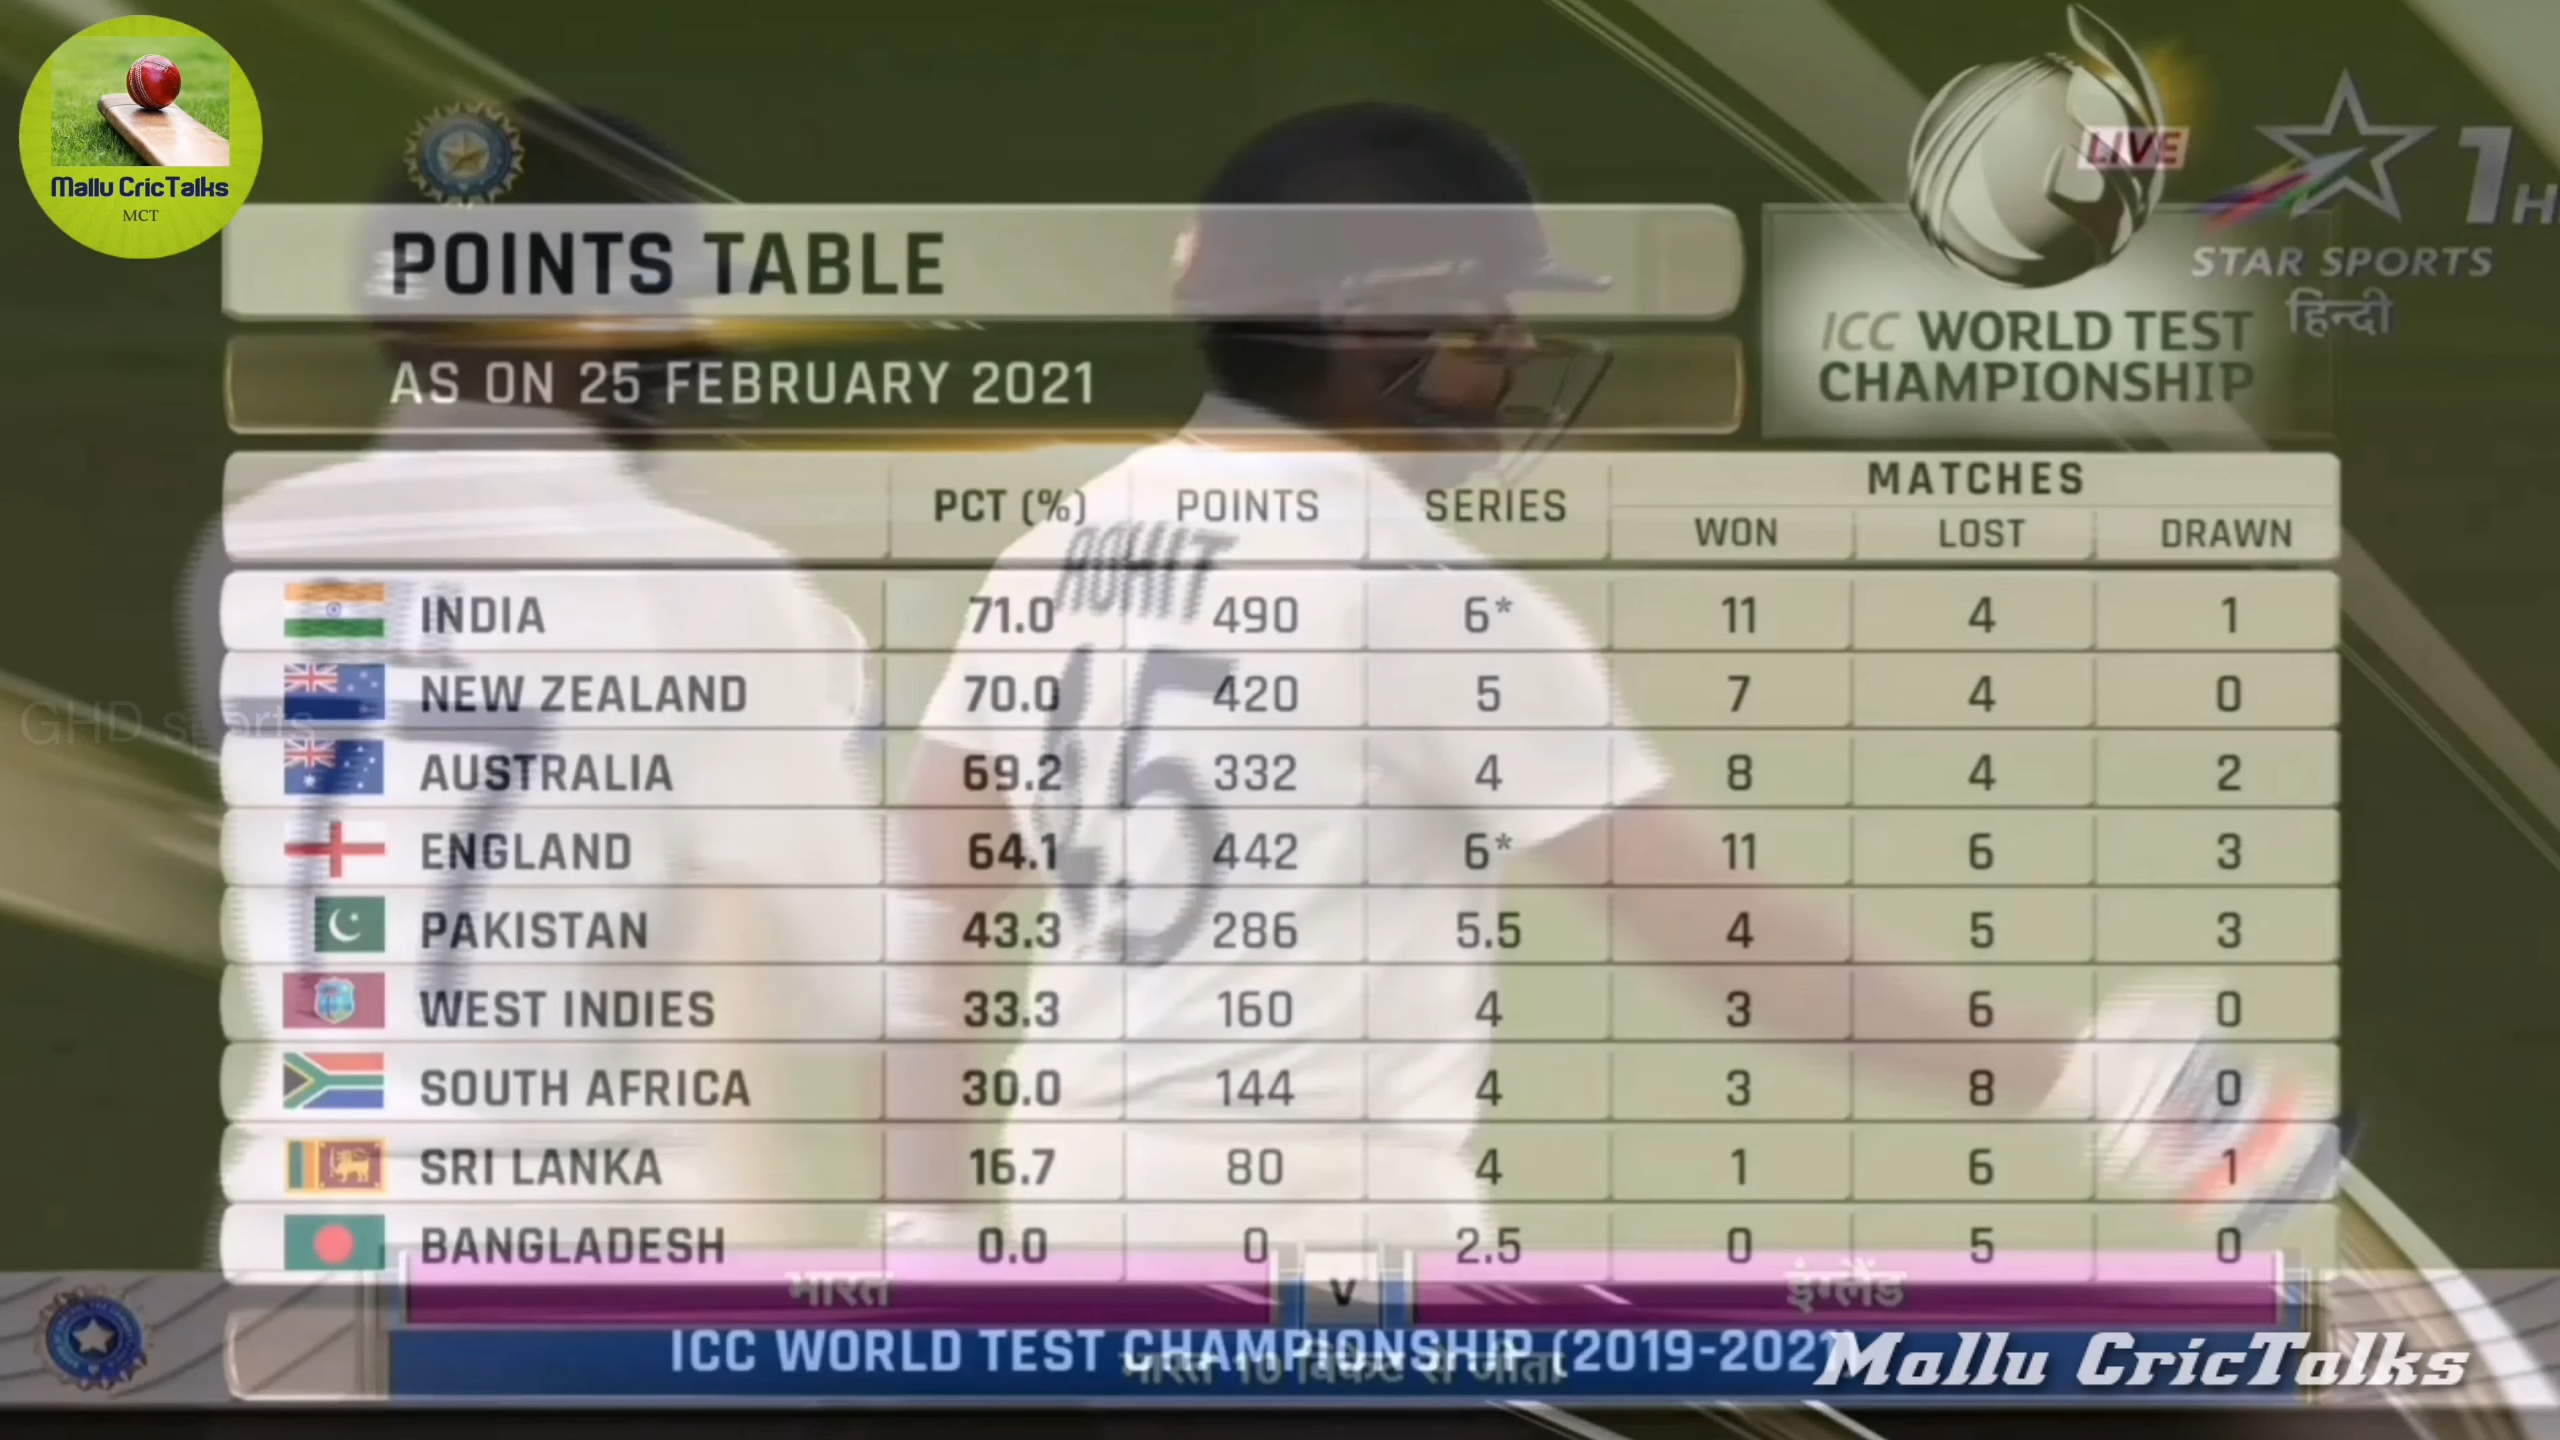 Mallu CricTalks
MCT
LIVE
1H
STAR SPORTS
हिन्दी
POINTS TABLE
AS ON 25 FEBRUARY 2021
ICC WORLD TEST
CHAMPIONSHIP
PCT (%) POINTS SERIES MATCHES
WON LOST DRAWN
ROHIT
45
INDIA 71.0 490 6* 11 4 1
NEW ZEALAND 70.0 420 5 7 4 0
AUSTRALIA 69.2 332 4 8 4 2
ENGLAND 64.1 442 6* 11 6 3
PAKISTAN 43.3 286 5.5 4 5 3
WEST INDIES 33.3 160 4 3 6 0
SOUTH AFRICA 30.0 144 4 3 8 0
SRI LANKA 16.7 80 4 1 6 1
BANGLADESH 0.0 0 2.5 0 5 0
GHD sports
भारत V इंग्लैंड
ICC WORLD TEST CHAMPIONSHIP (2019-2021)
भारत 10 विकेट से जीता
Mallu CricTalks